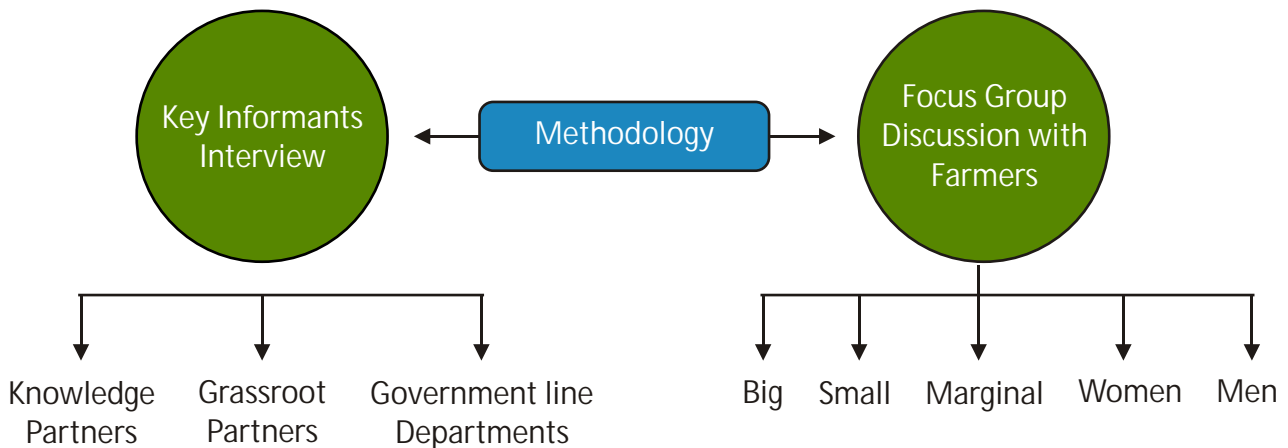 Key Informants
Interview
Methodology
Focus Group
Discussion with
Farmers
Knowledge
Partners
Grassroot
Partners
Government line
Departments
Big
Small
Marginal
Women
Men